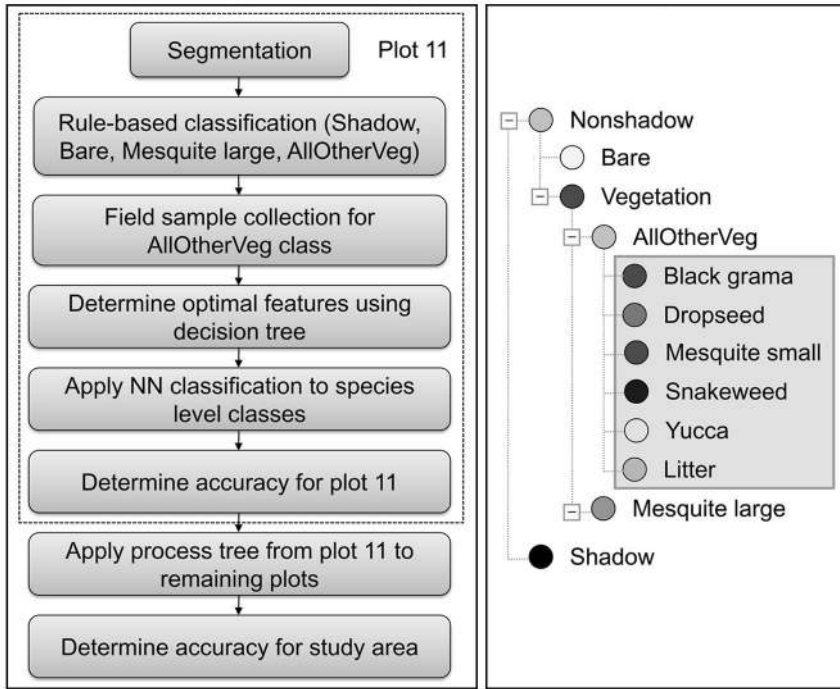 Segmentation
Plot 11
Rule-based classification (Shadow,
Bare, Mesquite large, AllOtherVeg)
Field sample collection for
AllOtherVeg class
Determine optimal features using
decision tree
Apply NN classification to species
level classes
Determine accuracy for plot 11
Apply process tree from plot 11 to
remaining plots
Determine accuracy for study area
Nonshadow
Bare
Vegetation
AllOtherVeg
Black grama
Dropseed
Mesquite small
Snakeweed
Yucca
Litter
Mesquite large
Shadow